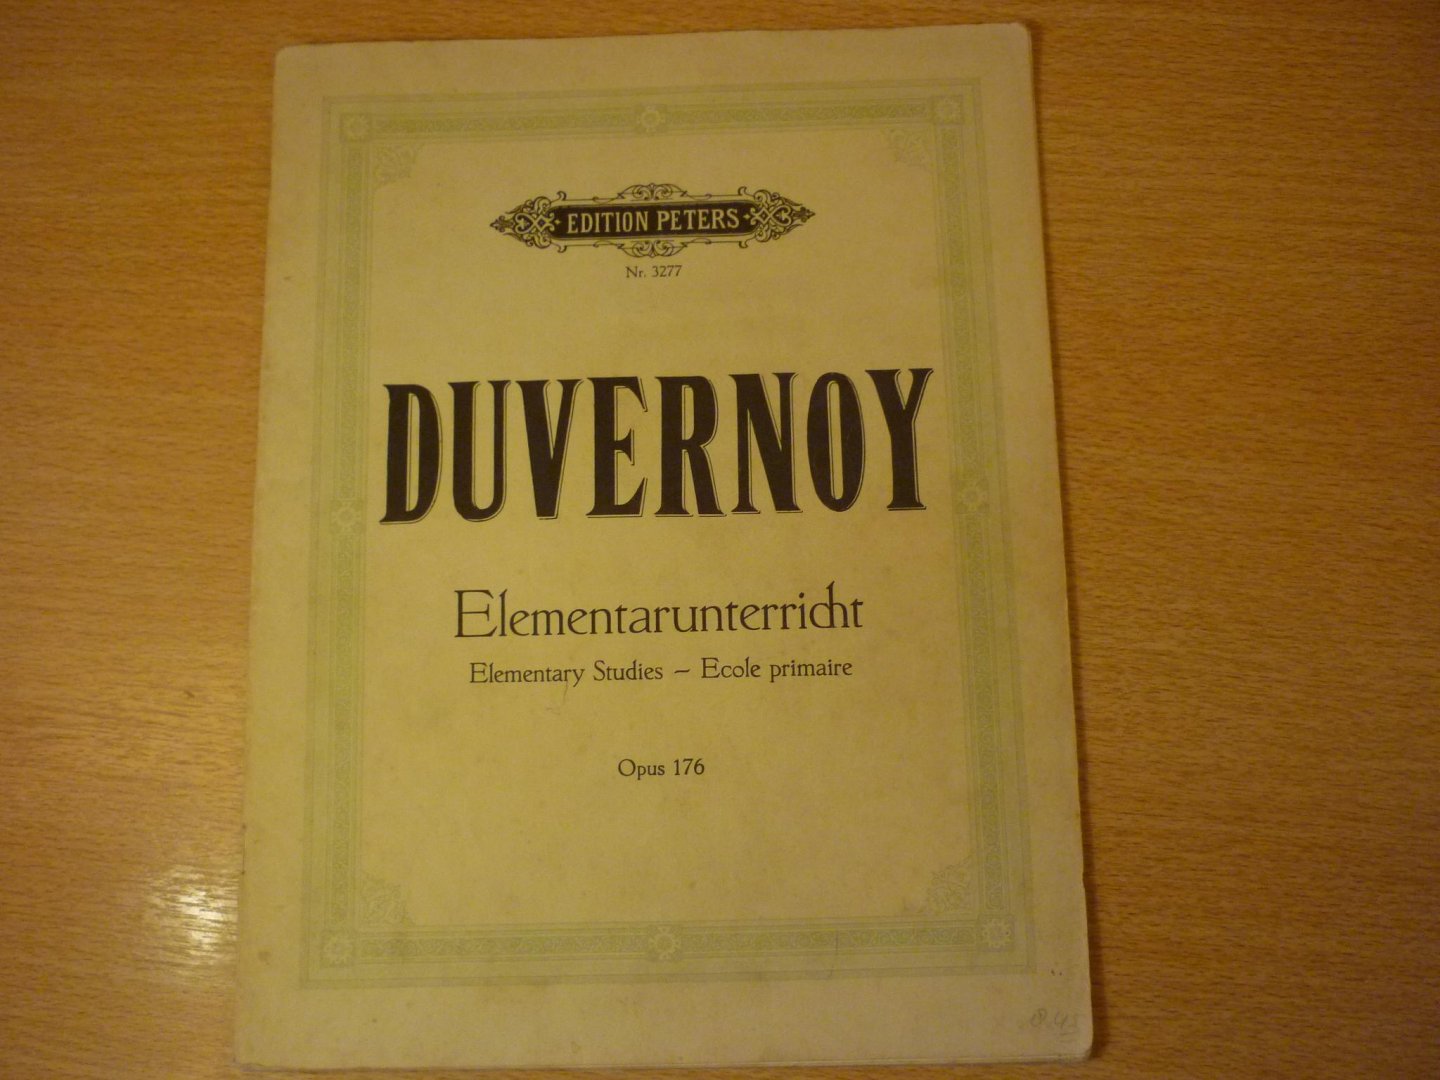 EDITION PETERS
Nr. 3277
DUVERNOY
Elementarunterricht
Elementary Studies – Ecole primaire
Opus 176